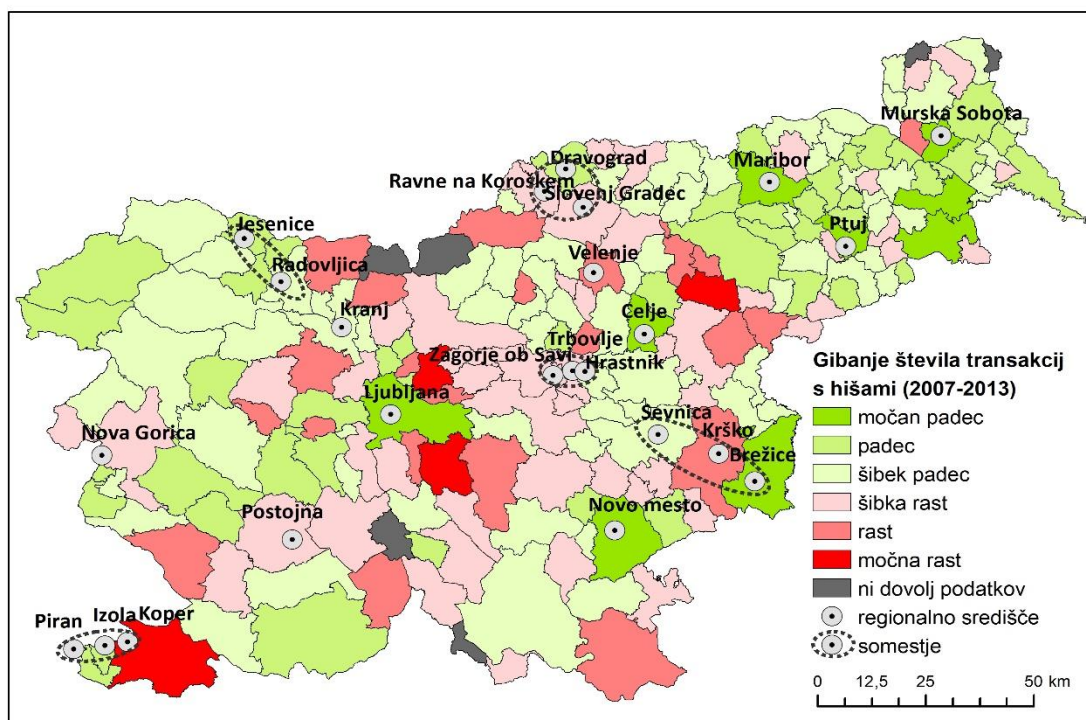 Murska Sobota
Dravograd
Maribor
Ravne na Koroškem
Slovenj Gradec
Jesenice
Ptuj
Radovljica
Velenje
Kranj
Celje
Trbovlje
Zagorje ob Savi
Hrastnik
Ljubljana
Sevnica
Nova Gorica
Krško
Brežice
Postojna
Novo mesto
Piran
Izola
Koper
Gibanje števila transakcij
s hišami (2007-2013)
močan padec
padec
šibek padec
šibka rast
rast
močna rast
ni dovolj podatkov
regionalno središče
somestje
0 12,5 25 50 km